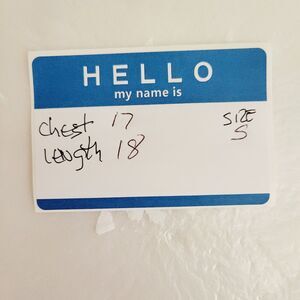 HELLO
my name is
Chest 17
Length 18
SIZE
S